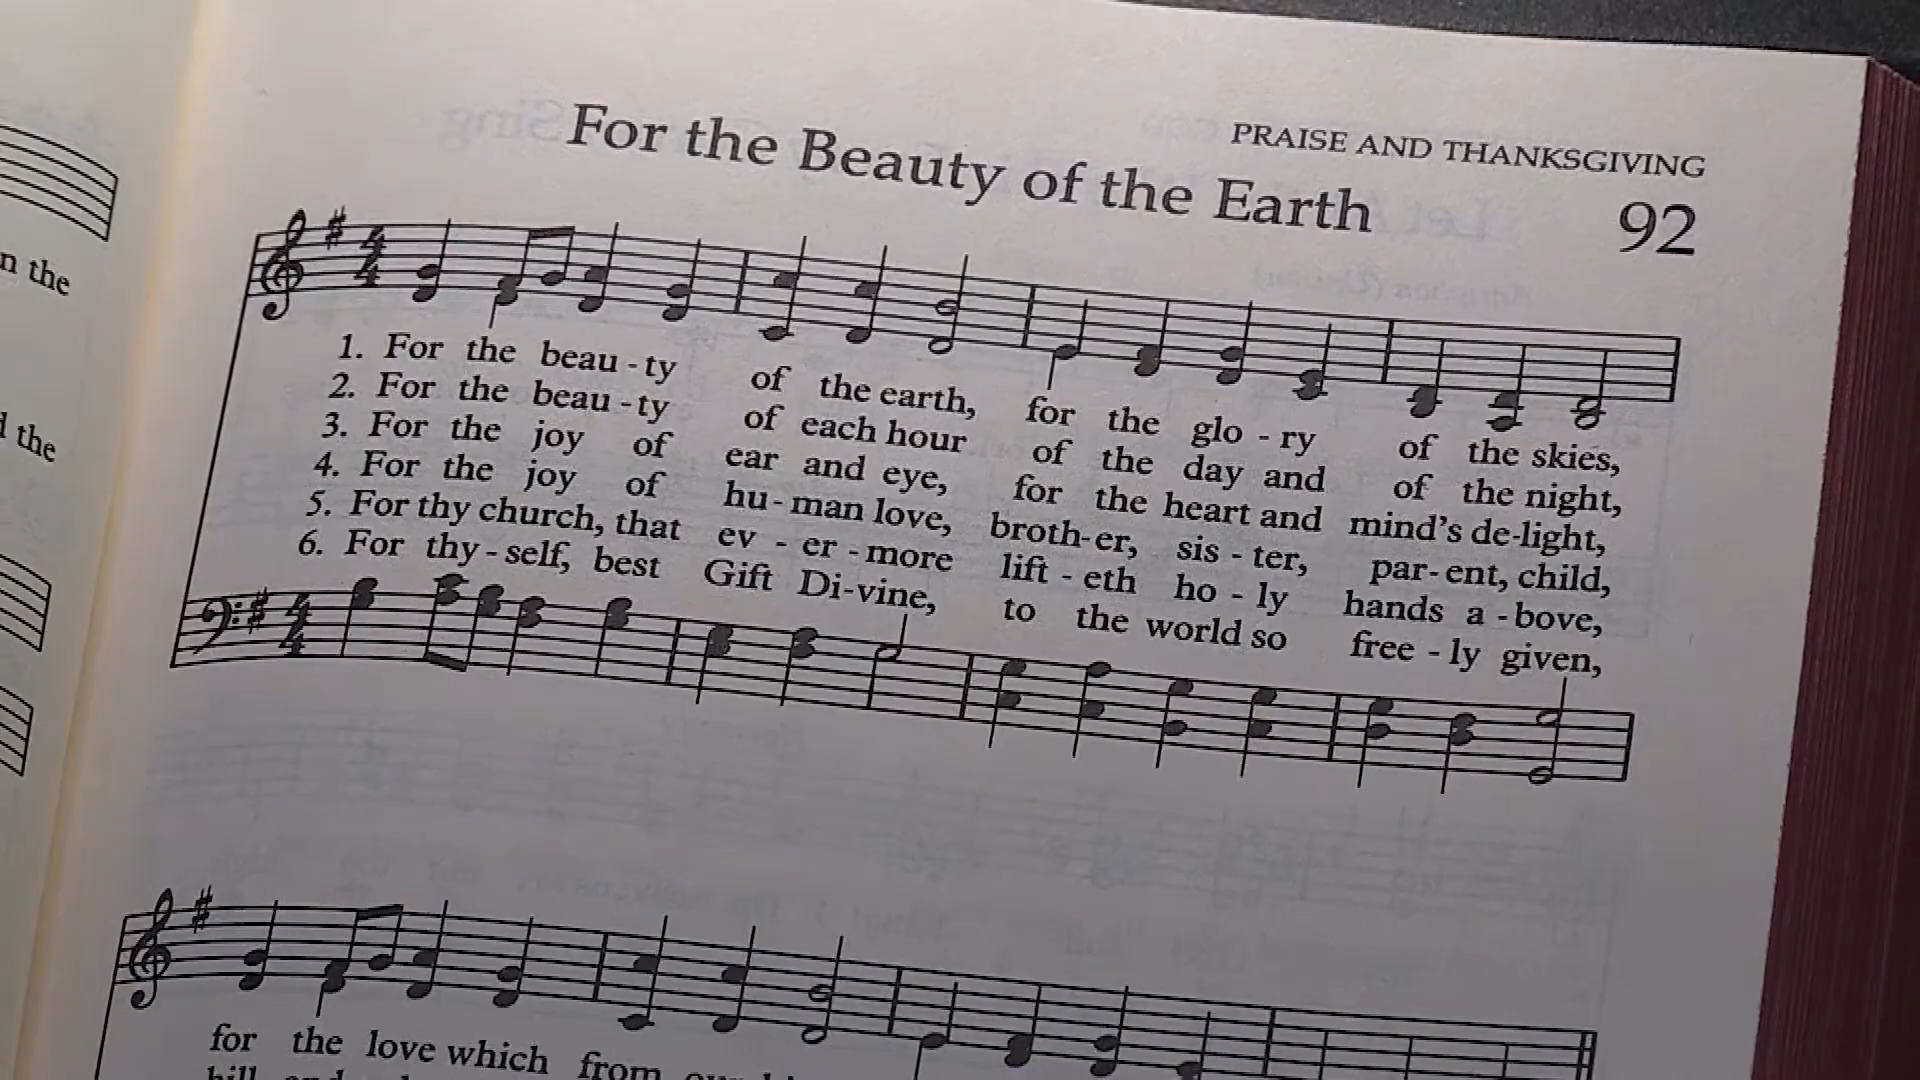 n the
d the
PRAISE AND THANKSGIVING
For the Beauty of the Earth 92
1. For the beau - ty of the earth, for the glo - ry of the skies,
2. For the beau - ty of each hour of the day and of the night,
3. For the joy of ear and eye, for the heart and mind's de-light,
4. For the joy of hu - man love, broth-er, sis - ter, par-ent, child,
5. For thy church, that ev - er - more lift - eth ho - ly hands a - bove,
6. For thy - self, best Gift Di-vine, to the world so free - ly given,
for the love which from